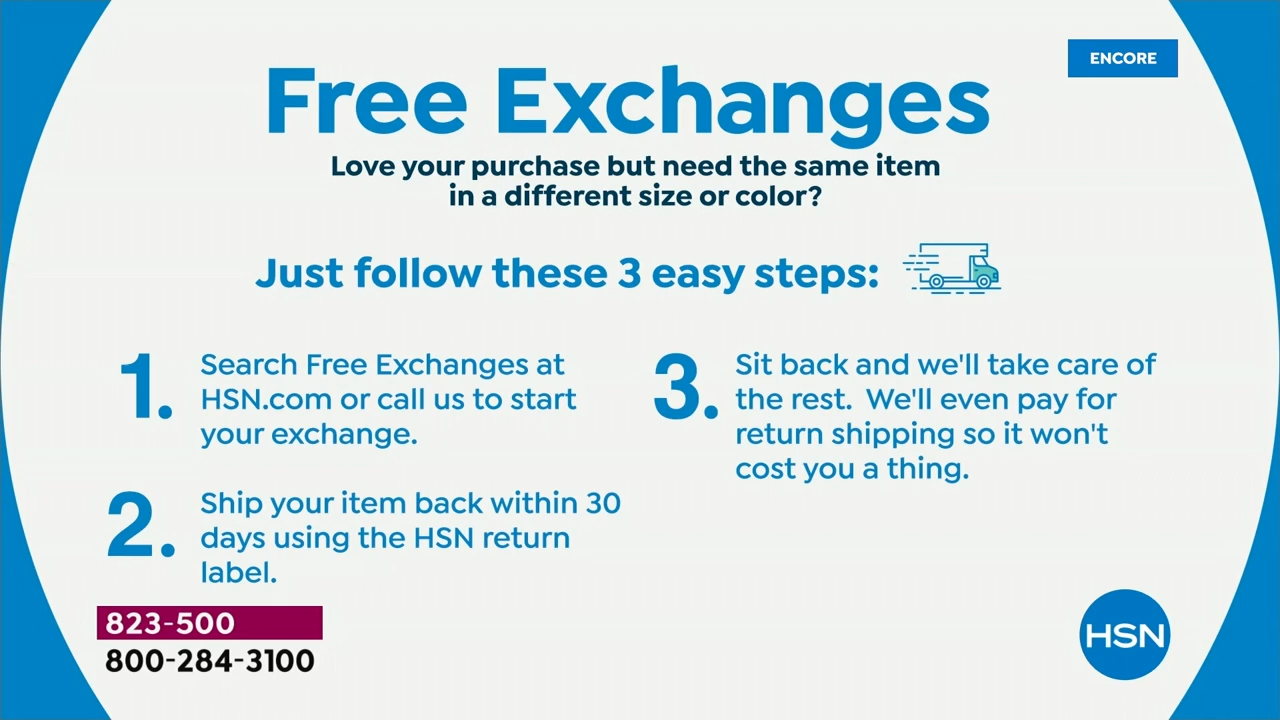 ENCORE
Free Exchanges
Love your purchase but need the same item
in a different size or color?
Just follow these 3 easy steps:
1. Search Free Exchanges at
HSN.com or call us to start
your exchange.
2. Ship your item back within 30
days using the HSN return
label.
3. Sit back and we'll take care of
the rest. We'll even pay for
return shipping so it won't
cost you a thing.
823-500
800-284-3100
HSN